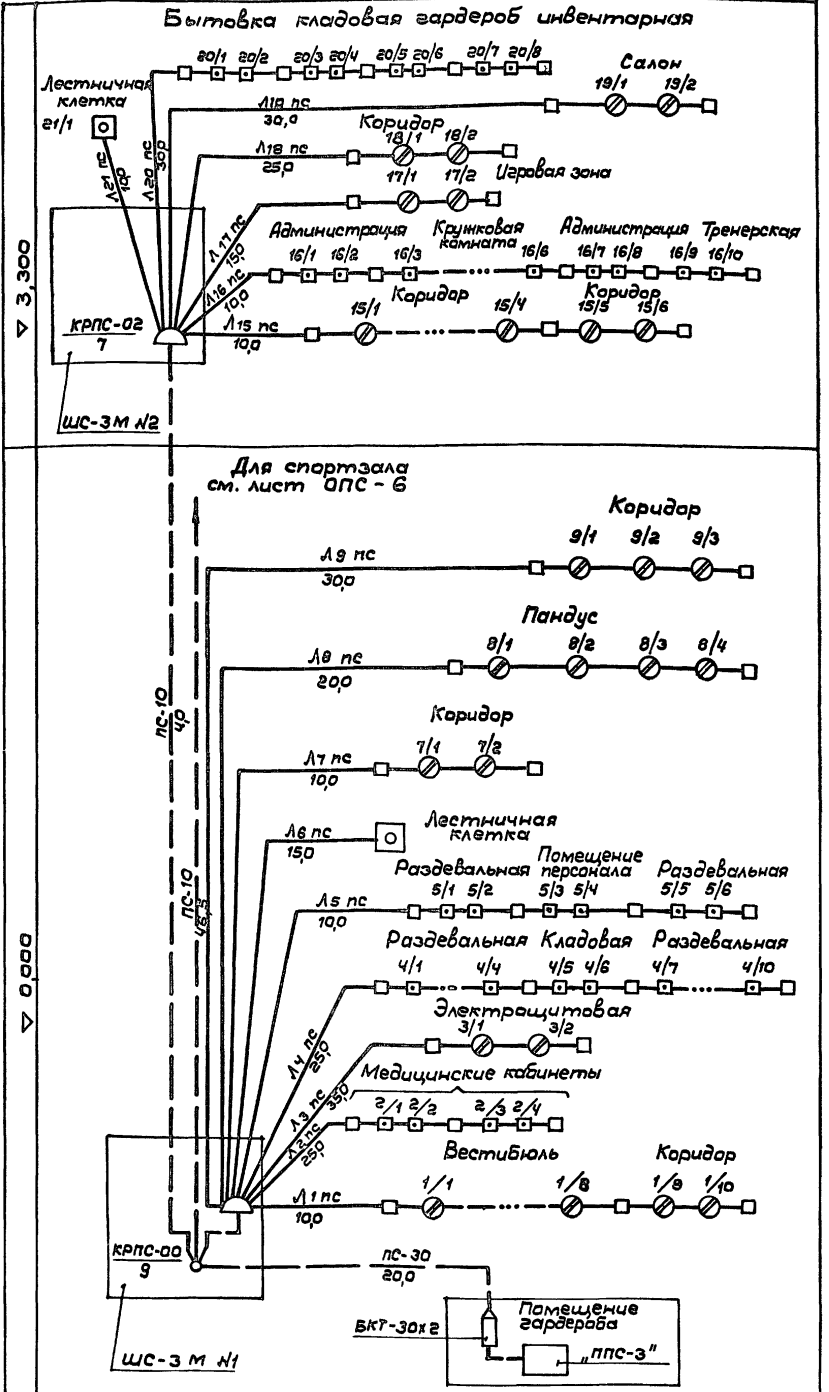 Бытовка кладовая гардероб инвентарная
20/1 20/2 20/3 20/4 20/5 20/6 20/7 20/8
Салон
19/1 19/2
Лестничная
клетка
21/1
Л19 пс
30,0
Коридор
18/1 18/2
Л18 пс
25,0
Л21 пс
10,0
Л20 пс
30,0
17/1 17/2 Игровая зона
Л17 пс
15,0
Администрация Кружковая
комната Администрация Тренерская
16/1 16/2 16/3 16/6 16/7 16/8 16/9 16/10
Л16 пс
10,0
Коридор Коридор
15/1 15/4 15/5 15/6
Л15 пс
10,0
КРПС-02
7
ШС-3М №2
3,300
Для спортзала
см. лист ОПС-6
Коридор
9/1 9/2 9/3
Л9 пс
30,0
Пандус
8/1 8/2 8/3 8/4
Л8 пс
20,0
ПС-10
4,0
Коридор
7/1 7/2
Л7 пс
10,0
Лестничная
клетка
Л6 пс
15,0
ПС-10
46,5
Раздевальная Помещение
персонала Раздевальная
5/1 5/2 5/3 5/4 5/5 5/6
Л5 пс
10,0
Раздевальная Кладовая Раздевальная
4/1 4/4 4/5 4/6 4/7 4/10
Л4 пс
25,0
0,000
Электрощитовая
3/1 3/2
Л3 пс
35,0
Медицинские кабинеты
2/1 2/2 2/3 2/4
Л2 пс
25,0
Вестибюль Коридор
1/1 1/8 1/9 1/10
Л1 пс
10,0
КРПС-00
9
ПС-30
20,0
ШС-3 М №1
Помещение
гардероба
БКТ-30х2
„ППС-3"